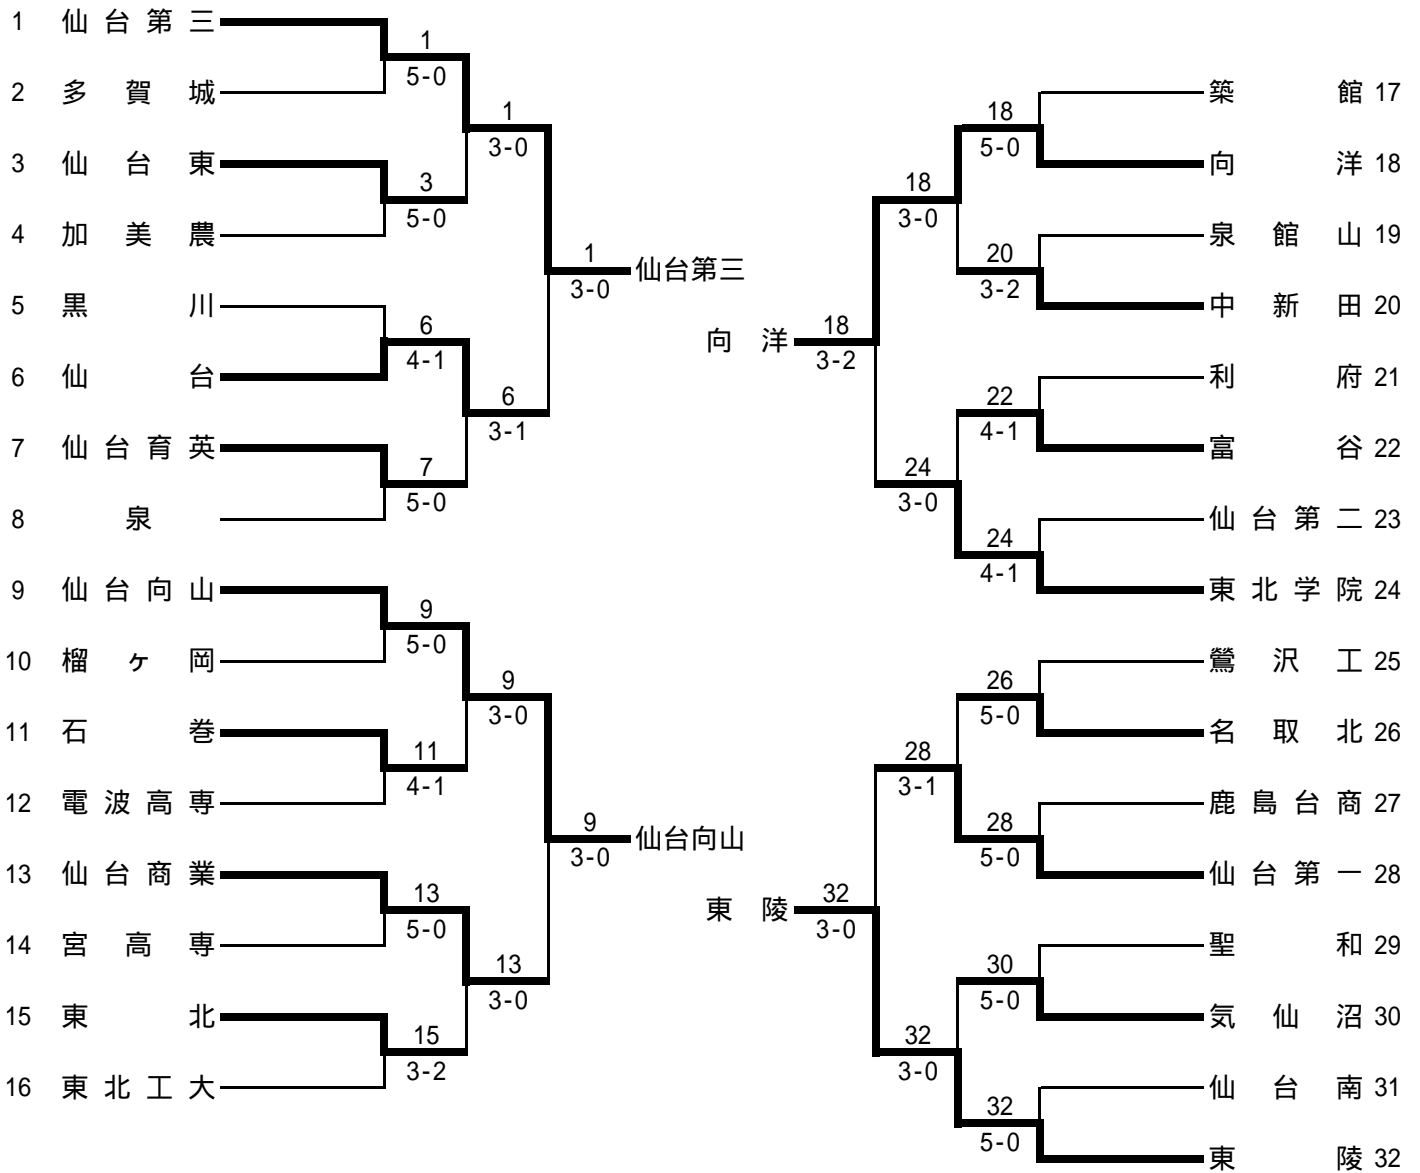 1 仙台第三
1
5-0
2 多賀城
1
3-0
3 仙台東
3
5-0
4 加美農
1 仙台第三
3-0
5 黒川
6
4-1
6 仙台
6
3-1
7 仙台育英
7
5-0
8 泉
9 仙台向山
9
5-0
10 榴ヶ岡
9
3-0
11 石巻
11
4-1
12 電波高専
9 仙台向山
3-0
13 仙台商業
13
5-0
14 宮高専
13
3-0
15 東北
15
3-2
16 東北工大
築館 17
18
5-0
向洋 18
18
3-0
泉館山 19
20
3-2
中新田 20
向洋 18
3-2
利府 21
22
4-1
富谷 22
24
3-0
仙台第二 23
24
4-1
東北学院 24
鶯沢工 25
26
5-0
名取北 26
28
3-1
鹿島台商 27
28
5-0
仙台第一 28
東陵 32
3-0
聖和 29
30
5-0
気仙沼 30
32
3-0
仙台南 31
32
5-0
東陵 32